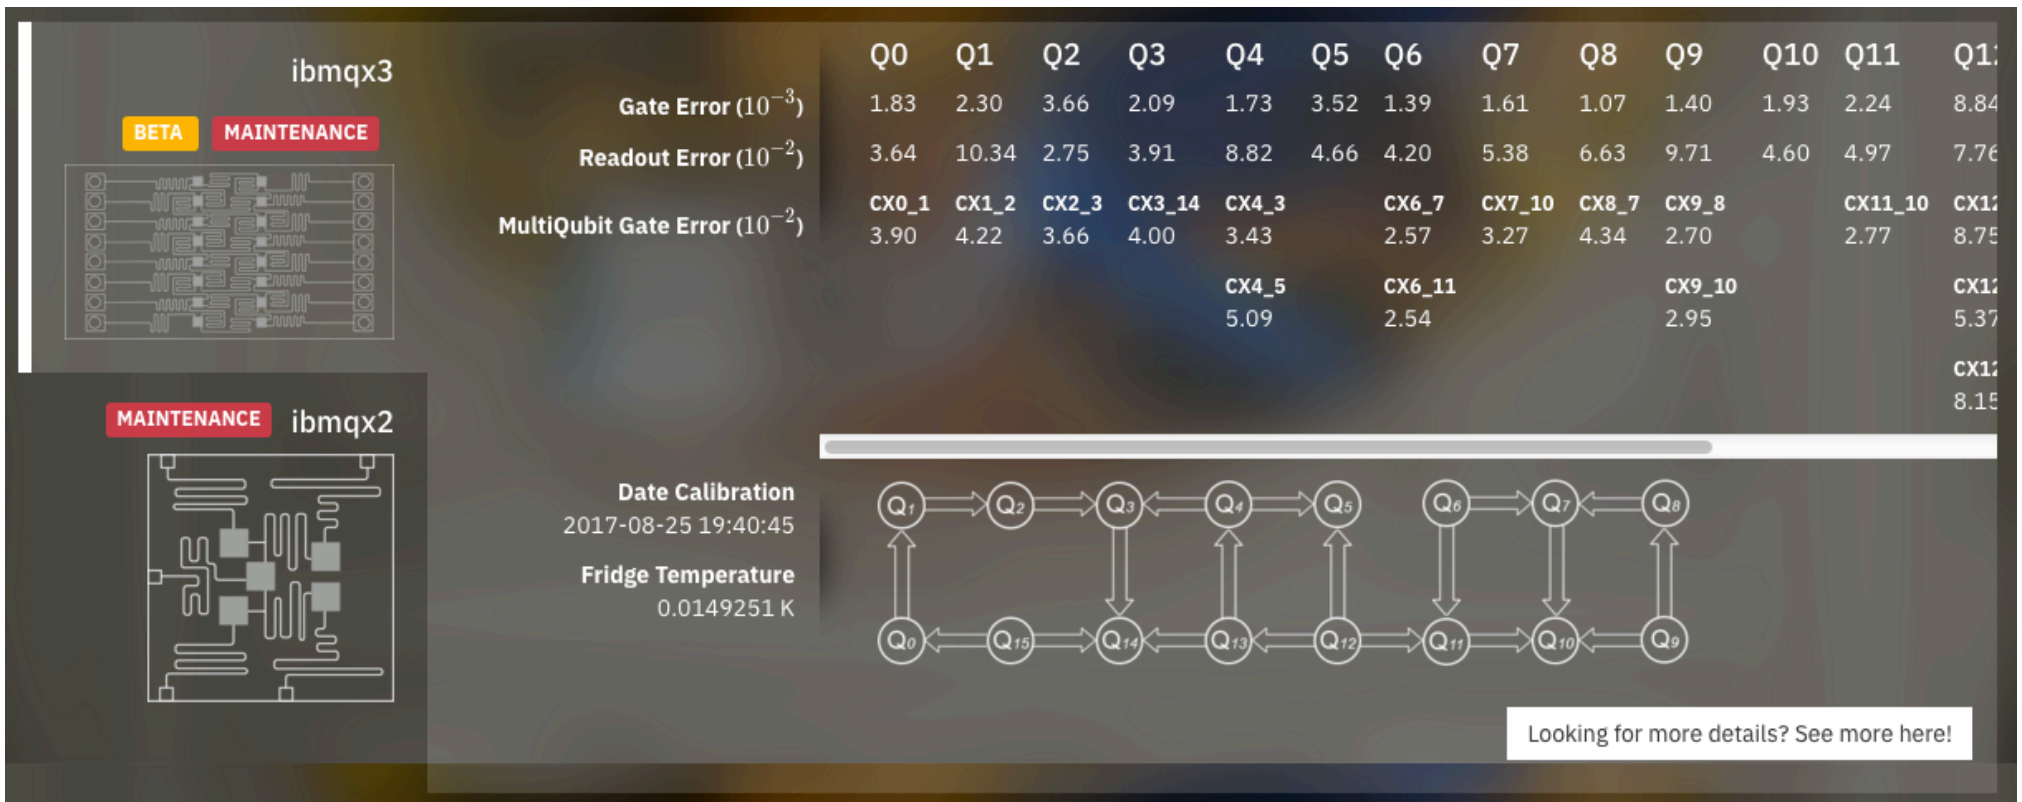 ibmqx3
BETA MAINTENANCE
Q0 Q1 Q2 Q3 Q4 Q5 Q6 Q7 Q8 Q9 Q10 Q11
Gate Error (10⁻³) 1.83 2.30 3.66 2.09 1.73 3.52 1.39 1.61 1.07 1.40 1.93 2.24 8.84
Readout Error (10⁻²) 3.64 10.34 2.75 3.91 8.82 4.66 4.20 5.38 6.63 9.71 4.60 4.97 7.76
CX0_1 CX1_2 CX2_3 CX3_14 CX4_3 CX6_7 CX7_10 CX8_7 CX9_8 CX11_10 CX12
MultiQubit Gate Error (10⁻²) 3.90 4.22 3.66 4.00 3.43 2.57 3.27 4.34 2.70 2.77 8.75
CX4_5 CX6_11 CX9_10 CX12
5.09 2.54 2.95 5.37
CX12
8.15
MAINTENANCE ibmqx2
Date Calibration
2017-08-25 19:40:45
Fridge Temperature
0.0149251 K
Q1 Q2 Q3 Q4 Q5 Q6 Q7 Q8
Q0 Q15 Q14 Q13 Q12 Q11 Q10 Q9
Looking for more details? See more here!